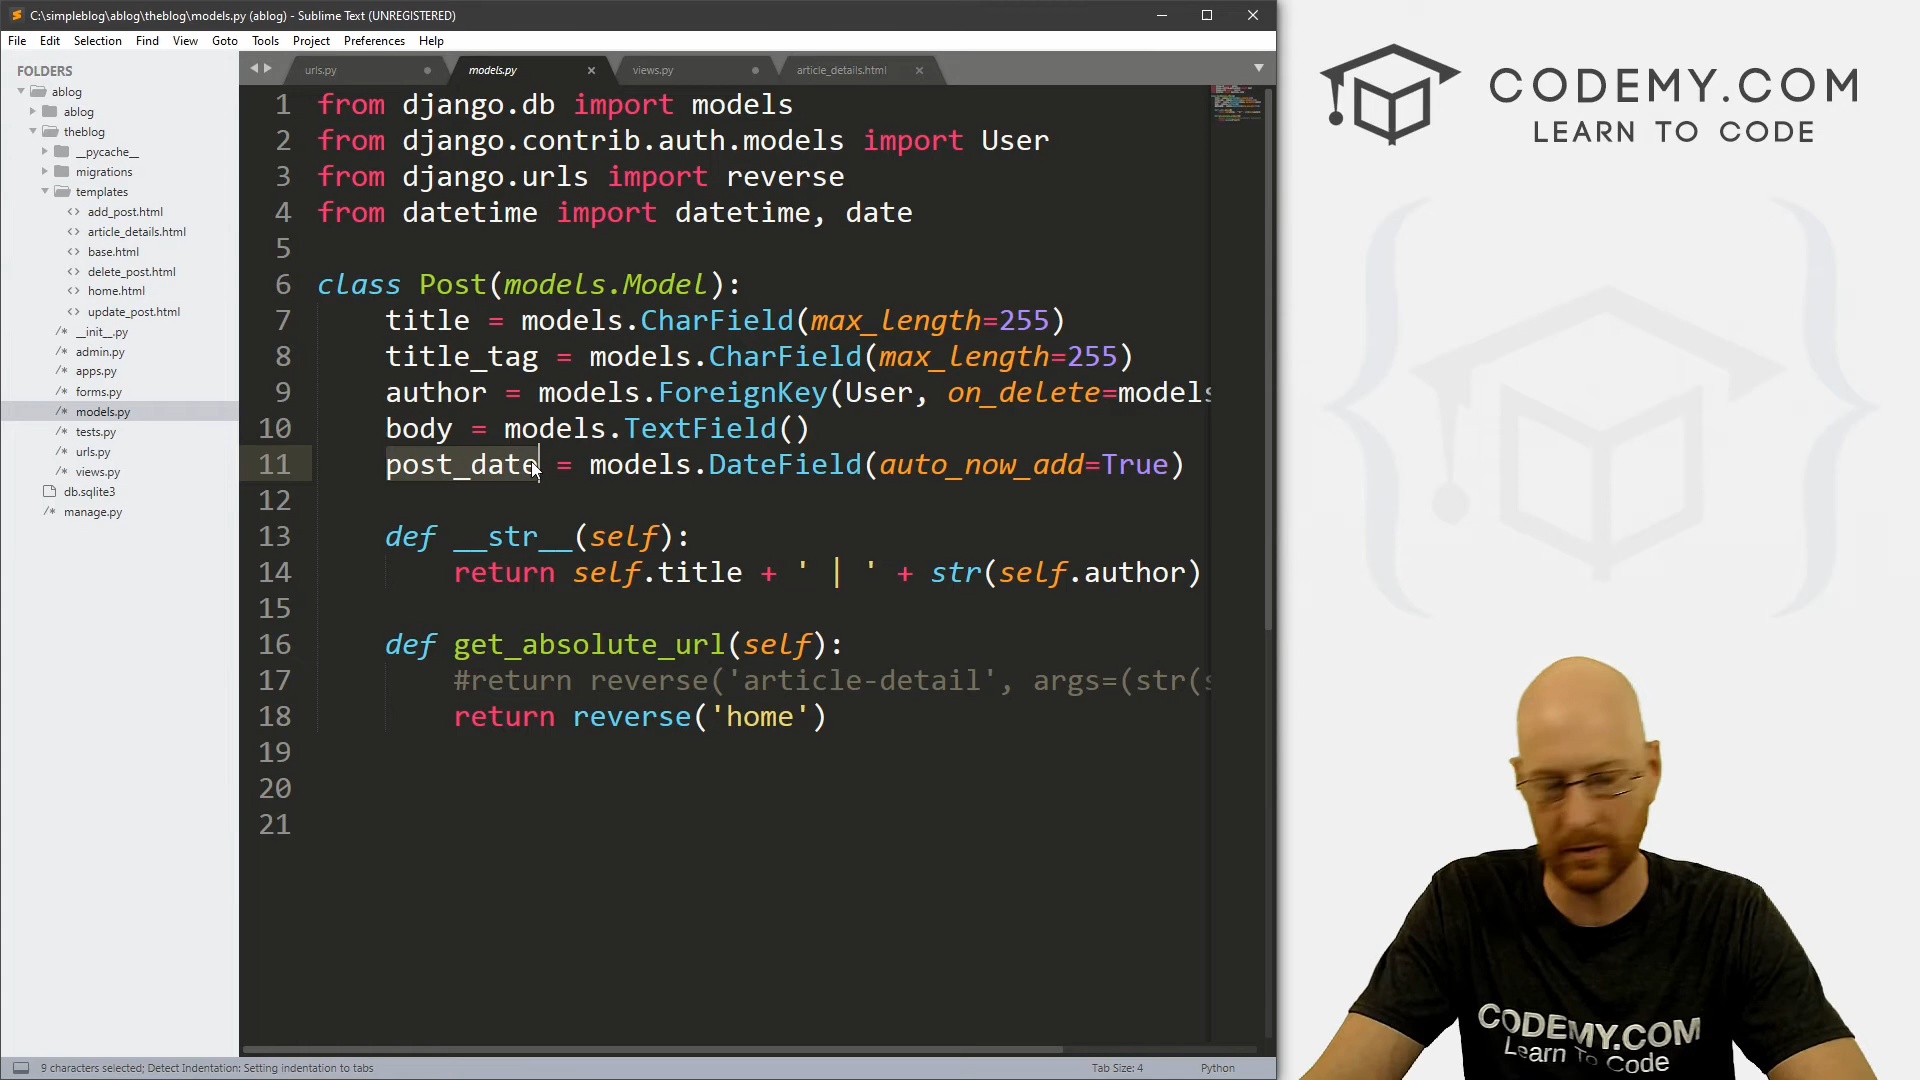 C:\simpleblog\ablog\theblog\models.py (ablog) - Sublime Text (UNREGISTERED)
File Edit Selection Find View Goto Tools Project Preferences Help
FOLDERS
ablog
ablog
theblog
__pycache__
migrations
templates
<> add_post.html
<> article_details.html
<> base.html
<> delete_post.html
<> home.html
<> update_post.html
/* __init__.py
/* admin.py
/* apps.py
/* forms.py
/* models.py
/* tests.py
/* urls.py
/* views.py
db.sqlite3
/* manage.py
urls.py models.py views.py article_details.html
1 from django.db import models
2 from django.contrib.auth.models import User
3 from django.urls import reverse
4 from datetime import datetime, date
5
6 class Post(models.Model):
7 title = models.CharField(max_length=255)
8 title_tag = models.CharField(max_length=255)
9 author = models.ForeignKey(User, on_delete=models
10 body = models.TextField()
11 post_date = models.DateField(auto_now_add=True)
12
13 def __str__(self):
14 return self.title + ' | ' + str(self.author)
15
16 def get_absolute_url(self):
17 #return reverse('article-detail', args=(str(s
18 return reverse('home')
19
20
21
9 characters selected; Detect Indentation: Setting indentation to tabs Tab Size: 4 Python
CODEMY.COM
LEARN TO CODE
CODEMY.COM
Learn To Code